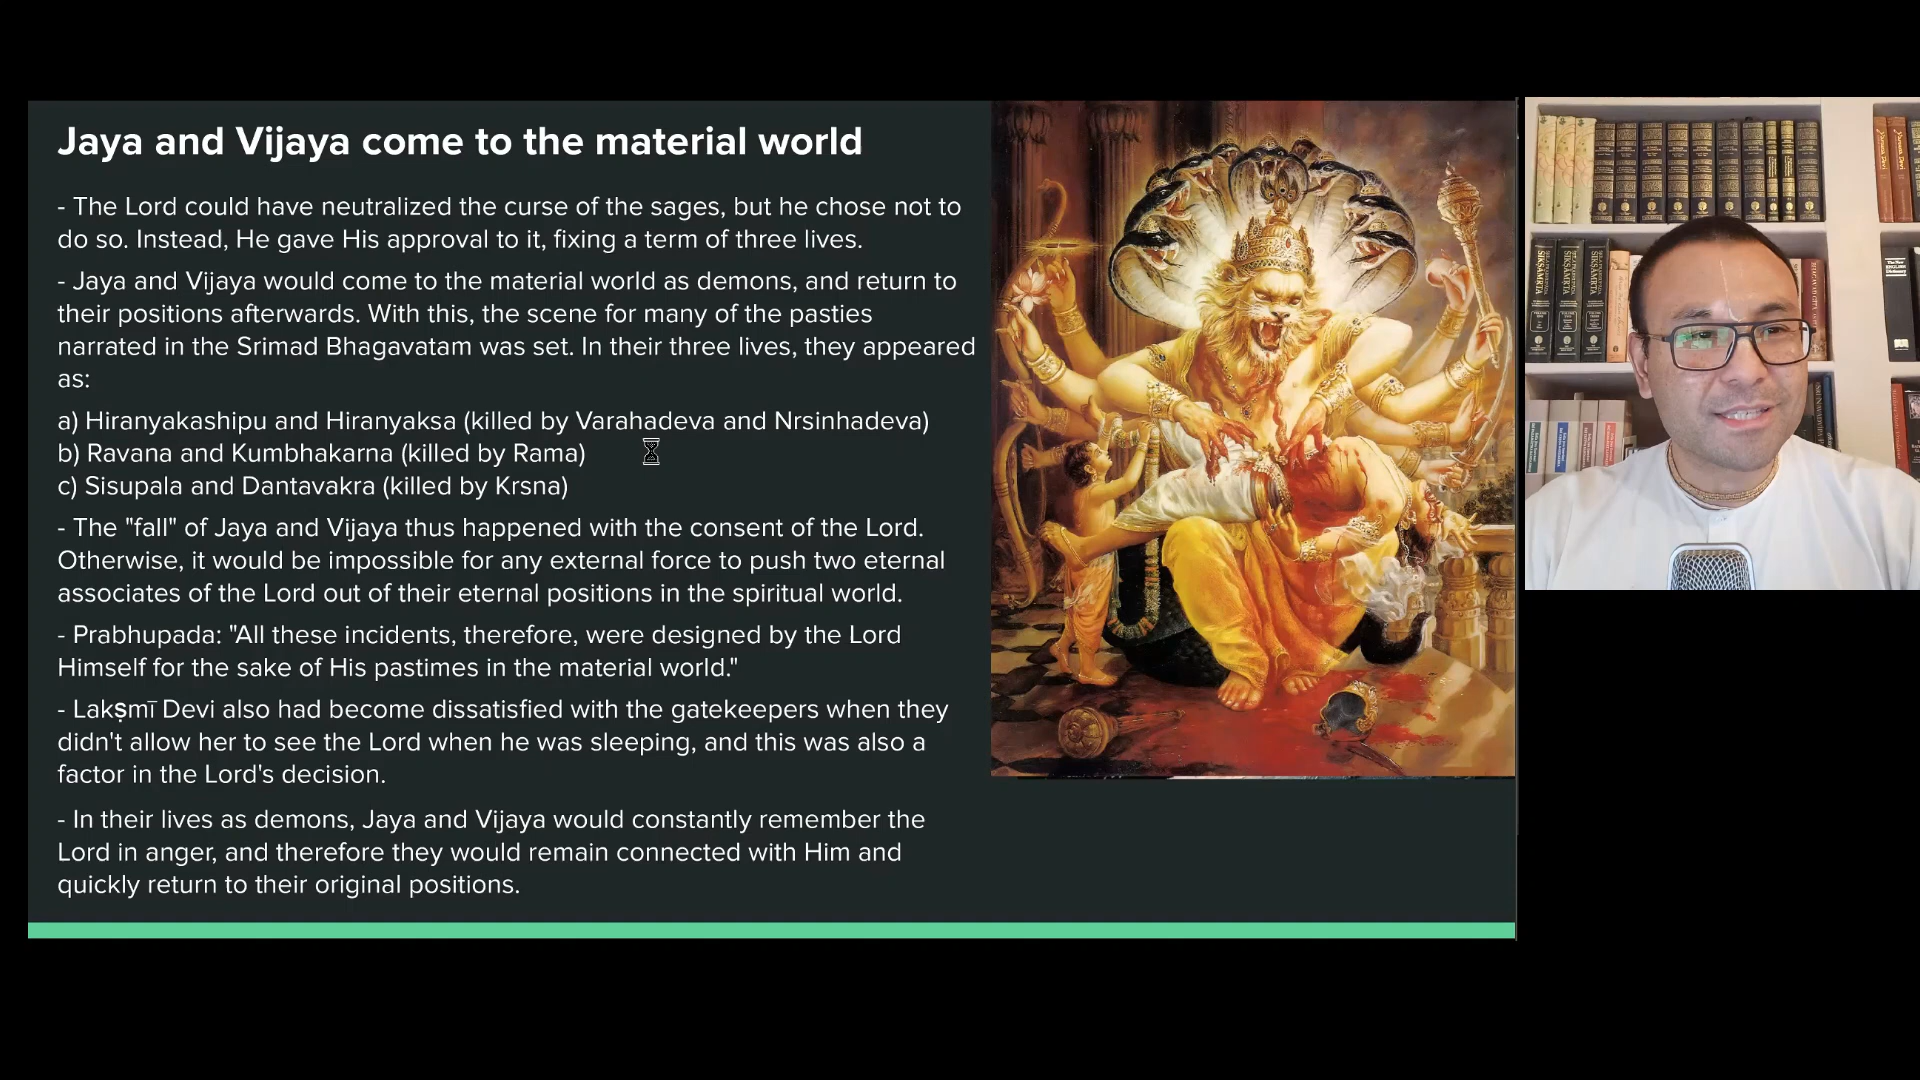 Jaya and Vijaya come to the material world
- The Lord could have neutralized the curse of the sages, but he chose not to
do so. Instead, He gave His approval to it, fixing a term of three lives.
- Jaya and Vijaya would come to the material world as demons, and return to
their positions afterwards. With this, the scene for many of the pasties
narrated in the Srimad Bhagavatam was set. In their three lives, they appeared
as:
a) Hiranyakashipu and Hiranyaksa (killed by Varahadeva and Nrsinhadeva)
b) Ravana and Kumbhakarna (killed by Rama)
c) Sisupala and Dantavakra (killed by Krsna)
- The "fall" of Jaya and Vijaya thus happened with the consent of the Lord.
Otherwise, it would be impossible for any external force to push two eternal
associates of the Lord out of their eternal positions in the spiritual world.
- Prabhupada: "All these incidents, therefore, were designed by the Lord
Himself for the sake of His pastimes in the material world."
- Lakṣmī Devi also had become dissatisfied with the gatekeepers when they
didn't allow her to see the Lord when he was sleeping, and this was also a
factor in the Lord's decision.
- In their lives as demons, Jaya and Vijaya would constantly remember the
Lord in anger, and therefore they would remain connected with Him and
quickly return to their original positions.